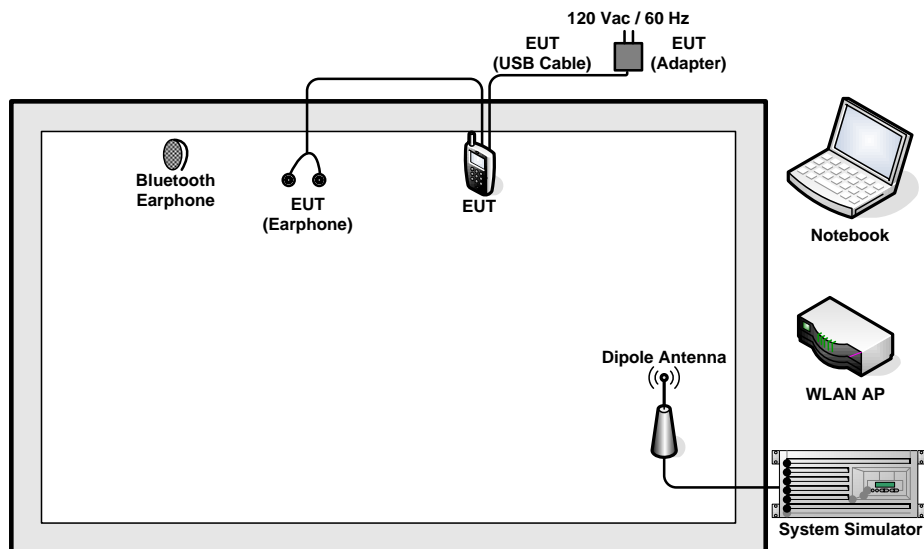 120 Vac / 60 Hz
EUT
(USB Cable)
EUT
(Adapter)
Bluetooth
Earphone
EUT
(Earphone)
EUT
Notebook
Dipole Antenna
WLAN AP
System Simulator